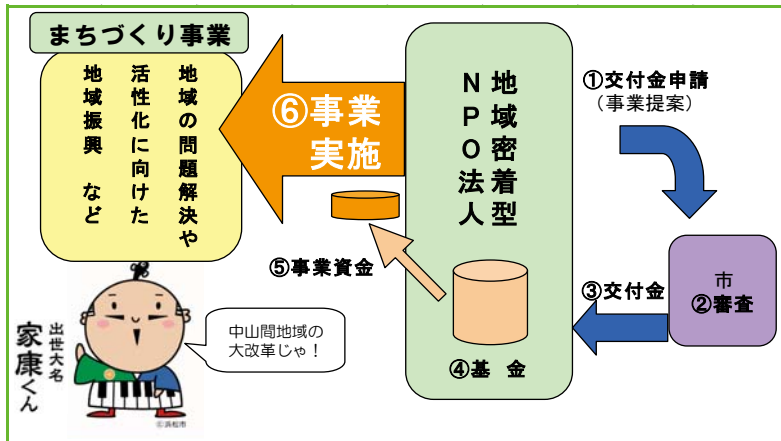 まちづくり事業
地域の問題解決や
活性化に向けた
地域振興 など
⑥事業
実施
地域密着型
NPO法人
①交付金申請
（事業提案）
市
②審査
③交付金
④基 金
⑤事業資金
中山間地域の
大改革じゃ！
出世大名
家康くん
©浜松市